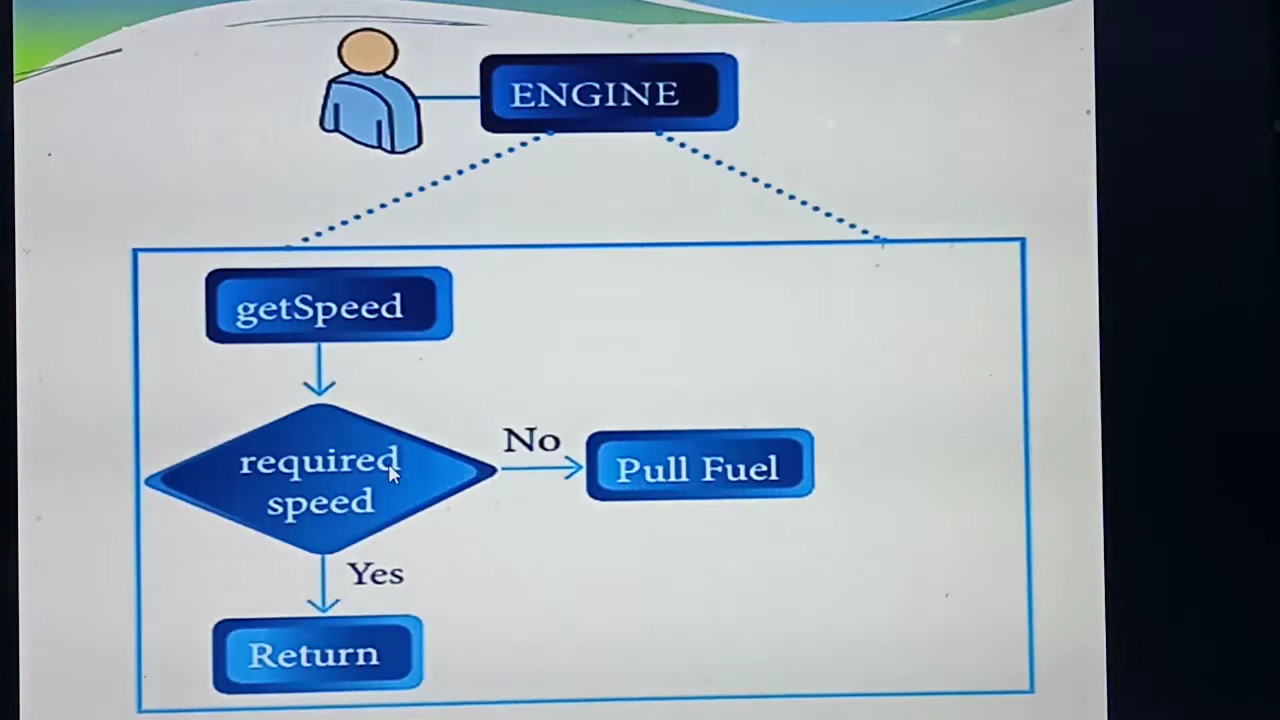 ENGINE
getSpeed
required
speed
No
Pull Fuel
Yes
Return